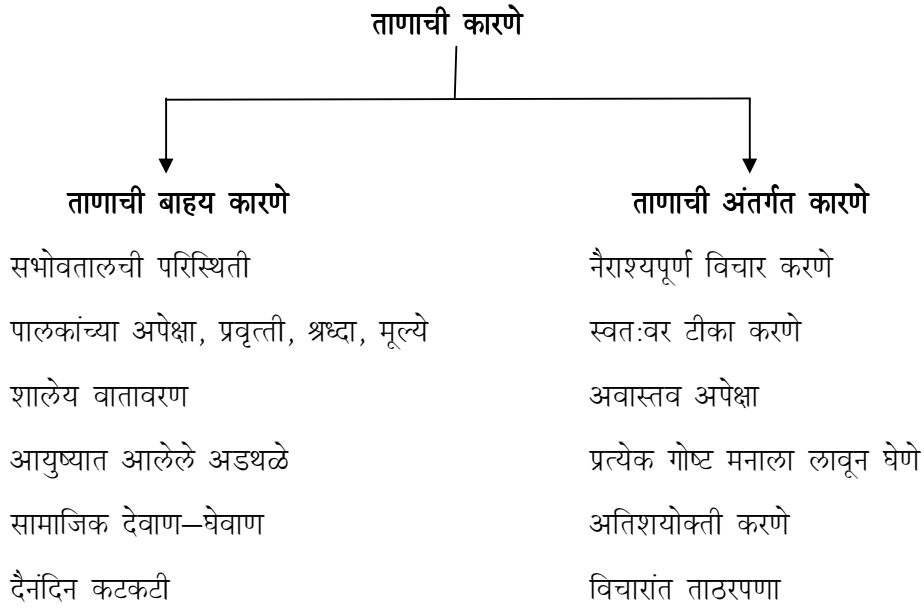 ताणाची कारणे
ताणाची बाहय कारणे
सभोवतालची परिस्थिती
पालकांच्या अपेक्षा, प्रवृत्ती, श्रध्दा, मूल्ये
शालेय वातावरण
आयुष्यात आलेले अडथळे
सामाजिक देवाण–घेवाण
दैनंदिन कटकटी
ताणाची अंतर्गत कारणे
नैराश्यपूर्ण विचार करणे
स्वत:वर टीका करणे
अवास्तव अपेक्षा
प्रत्येक गोष्ट मनाला लावून घेणे
अतिशयोक्ती करणे
विचारांत ताठरपणा